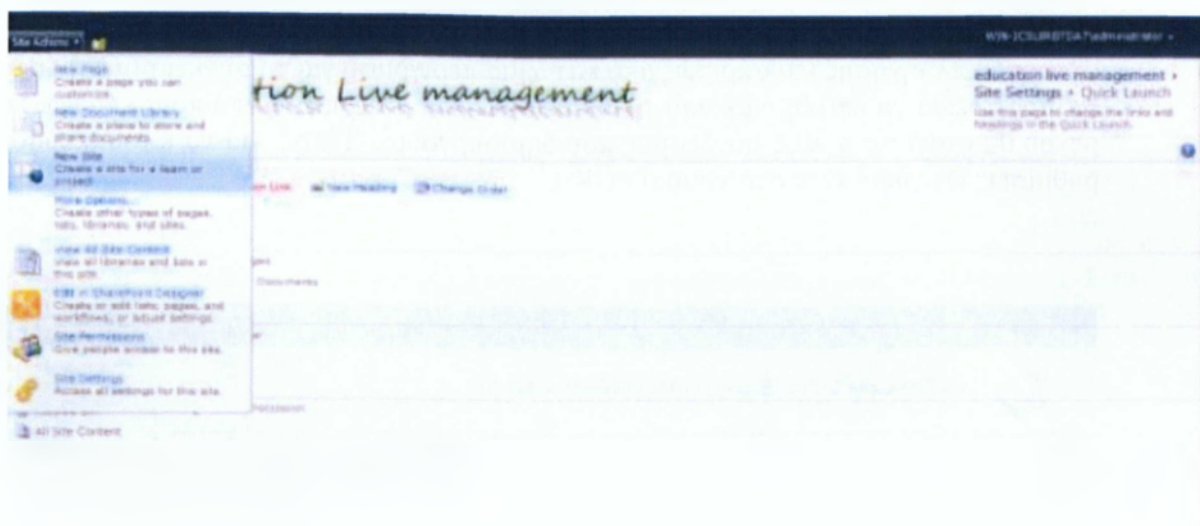 Site Actions
New Page
Create a page you can
customize.
New Document Library
Create a place to store and
share documents.
New Site
Create a site for a team or
project.
More Options...
Create other types of pages,
lists, libraries, and sites.
View All Site Content
View all libraries and lists in
this site.
Edit in SharePoint Designer
Create or edit lists, pages, and
workflows, or adjust settings.
Site Permissions
Give people access to this site.
Site Settings
Access all settings for this site.
All Site Content
tion Live management
Link
New Heading
Change Order
Documents
education live management
Site Settings
Quick Launch
Use this page to change the links and
headings in the Quick Launch.